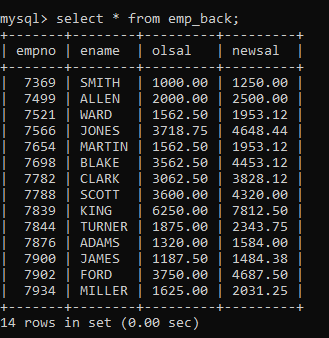 mysql> select * from emp_back;
+-------+--------+---------+---------+
| empno | ename  | olsal   | newsal  |
+-------+--------+---------+---------+
|  7369 | SMITH  | 1000.00 | 1250.00 |
|  7499 | ALLEN  | 2000.00 | 2500.00 |
|  7521 | WARD   | 1562.50 | 1953.12 |
|  7566 | JONES  | 3718.75 | 4648.44 |
|  7654 | MARTIN | 1562.50 | 1953.12 |
|  7698 | BLAKE  | 3562.50 | 4453.12 |
|  7782 | CLARK  | 3062.50 | 3828.12 |
|  7788 | SCOTT  | 3600.00 | 4320.00 |
|  7839 | KING   | 6250.00 | 7812.50 |
|  7844 | TURNER | 1875.00 | 2343.75 |
|  7876 | ADAMS  | 1320.00 | 1584.00 |
|  7900 | JAMES  | 1187.50 | 1484.38 |
|  7902 | FORD   | 3750.00 | 4687.50 |
|  7934 | MILLER | 1625.00 | 2031.25 |
+-------+--------+---------+---------+
14 rows in set (0.00 sec)